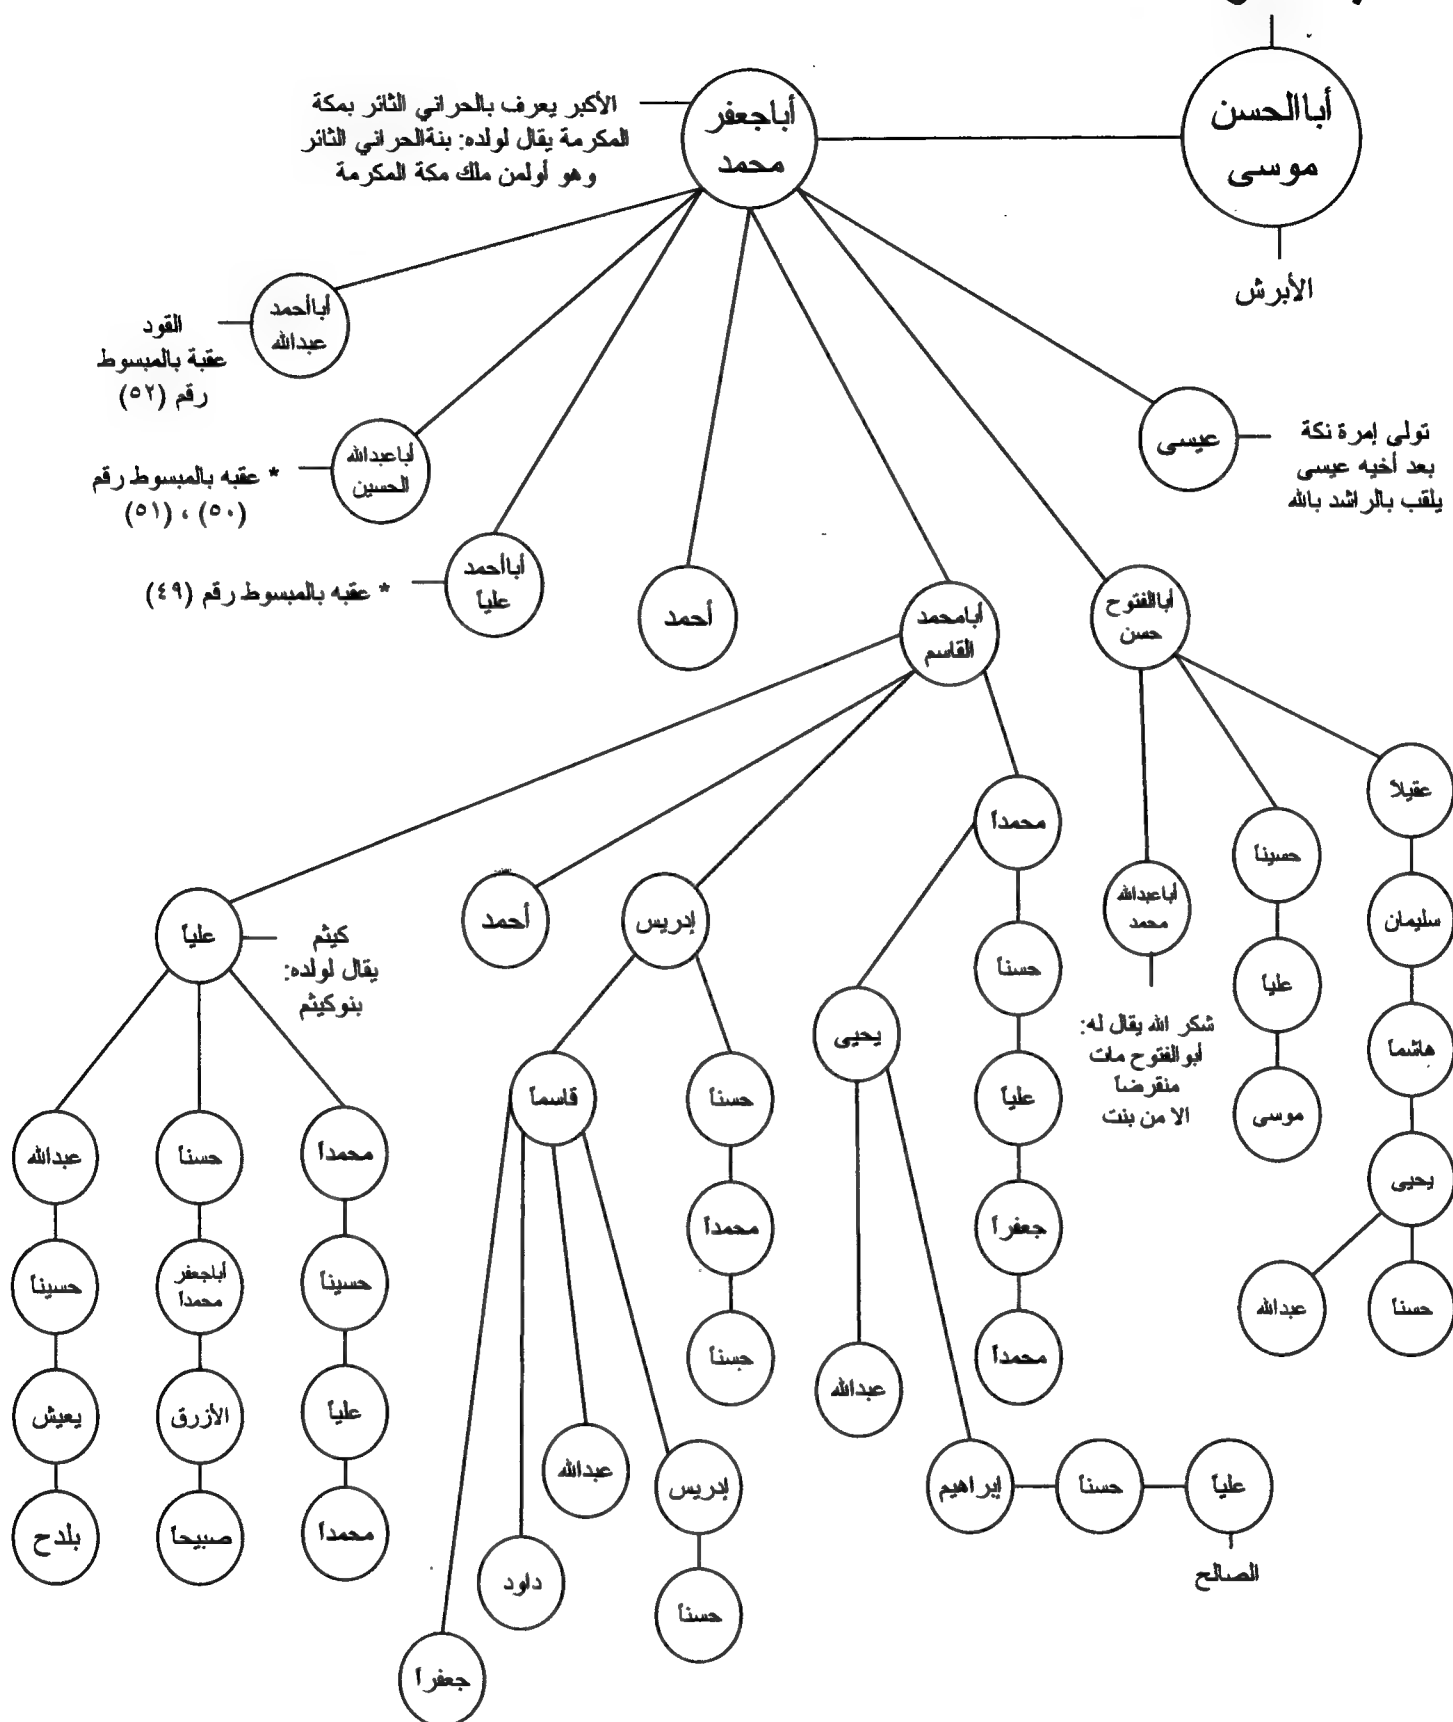 أباالحسن
موسى
الأبرش
أباجعفر
محمد
الأكبر يعرف بالحراني الثائر بمكة
المكرمة يقال لولده: بنةالحراني الثائر
وهو أولمن ملك مكة المكرمة
عيسى
تولى إمرة نكة
بعد أخيه عيسى
يلقب بالراشد بالله
أباالفتوح
حسن
أبامحمد
القاسم
أحمد
أباأحمد
علياً
* عقبه بالمبسوط رقم (٤٩)
أباعبدالله
الحسين
* عقبه بالمبسوط رقم
(٥٠) ، (٥١)
أباأحمد
عبدالله
القود
عقبة بالمبسوط
رقم (٥٢)
عقيلاً
سليمان
هاشماً
يحيى
حسناً
عبدالله
حسيناً
علياً
موسى
أباعبدالله
محمد
شكر الله يقال له:
أبوالفتوح مات
منقرضاً
الا من بنت
محمداً
حسناً
علياً
جعفراً
محمداً
يحيى
عبدالله
إبراهيم
حسناً
علياً
الصالح
إدريس
حسناً
محمداً
حسناً
قاسماً
إدريس
حسناً
عبدالله
داود
جعفراً
أحمد
علياً
كيثم
يقال لولده:
بنوكيثم
محمداً
حسيناً
علياً
محمداً
حسناً
أباجعفر
محمداً
الأزرق
صبيحاً
عبدالله
حسيناً
يعيش
بلدح